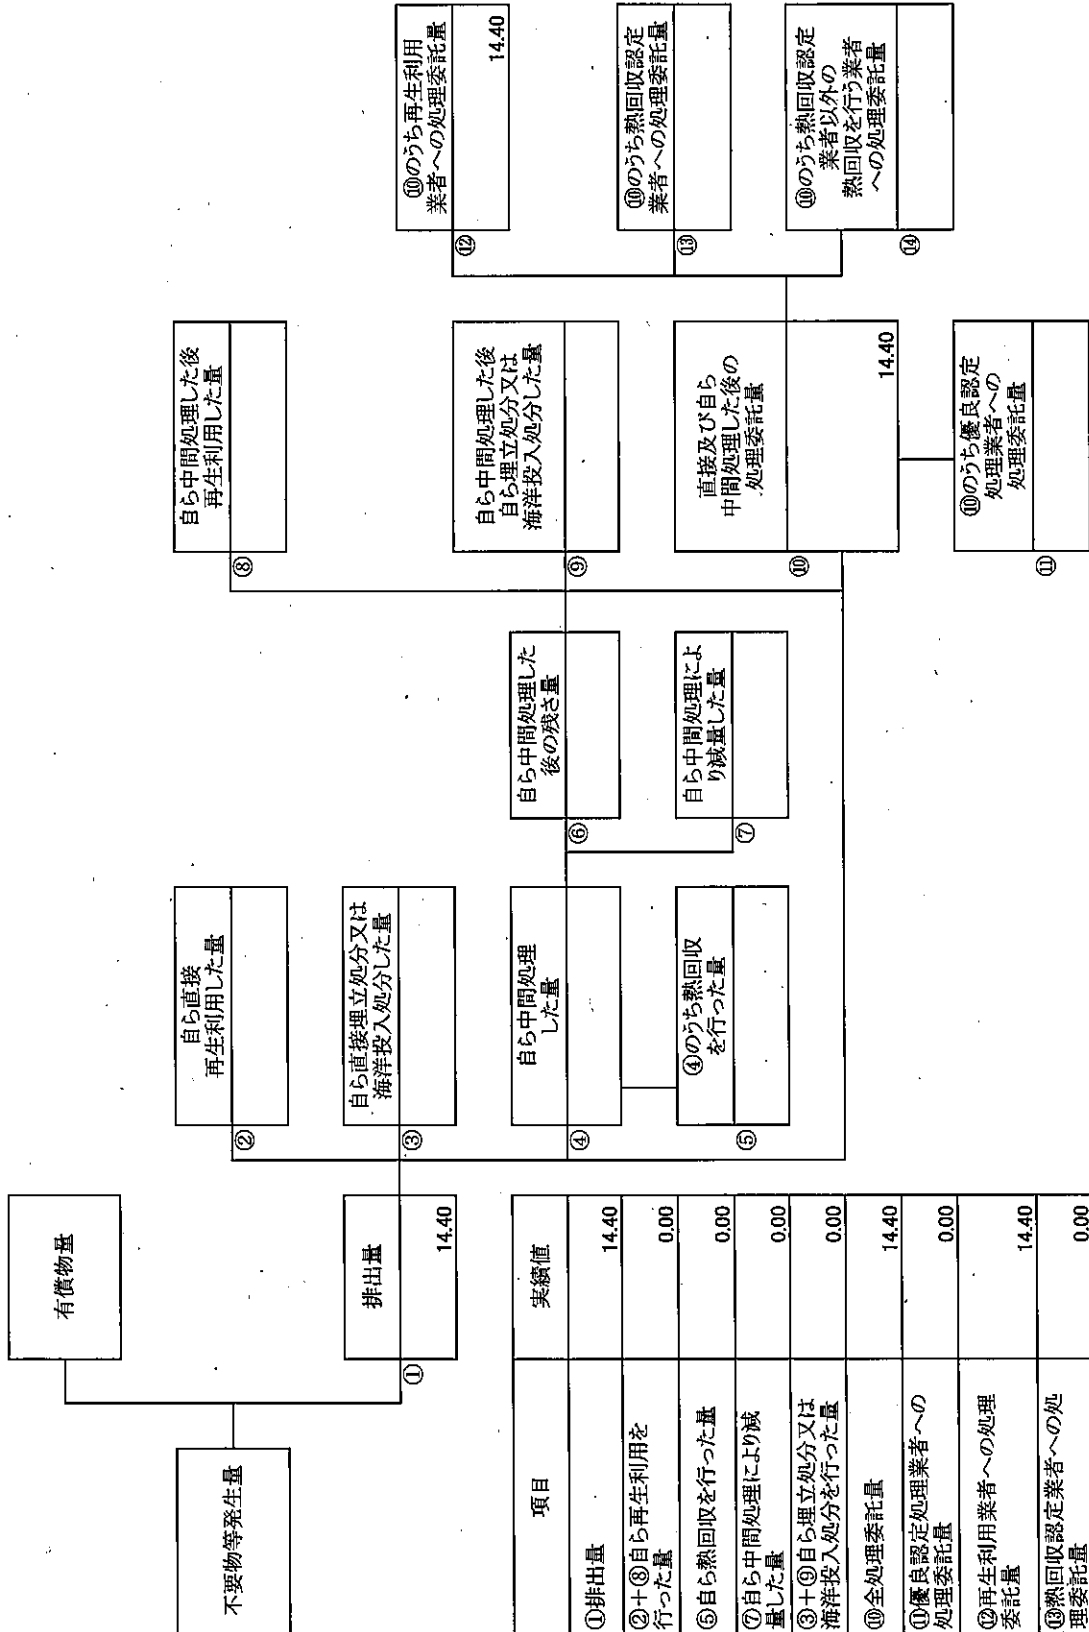 不要物等発生量
有償物量
排出量
①
14.40
自ら直接
再生利用した量
②
自ら直接埋立処分又は
海洋投入処分した量
③
自ら中間処理
した量
④
④のうち熱回収
を行った量
⑤
自ら中間処理した
後の残さ量
⑥
自ら中間処理によ
り減量した量
⑦
自ら中間処理した後
再生利用した量
⑧
自ら中間処理した後
自ら埋立処分又は
海洋投入処分した量
⑨
直接及び自ら
中間処理した後の
処理委託量
⑩
14.40
⑩のうち優良認定
処理業者への
処理委託量
⑪
⑩のうち再生利用
業者への処理委託量
⑫
14.40
⑩のうち熱回収認定
業者への処理委託量
⑬
⑩のうち熱回収認定
業者以外の
熱回収を行う業者
への処理委託量
⑭
項目 実績値
①排出量 14.40
②+⑧自ら再生利用を
行った量 0.00
⑤自ら熱回収を行った量 0.00
⑦自ら中間処理により減
量した量 0.00
③+⑨自ら埋立処分又は
海洋投入処分を行った量 0.00
⑩全処理委託量 14.40
⑪優良認定処理業者への
処理委託量 0.00
⑫再生利用業者への処理
委託量 14.40
⑬熱回収認定業者への処
理委託量 0.00